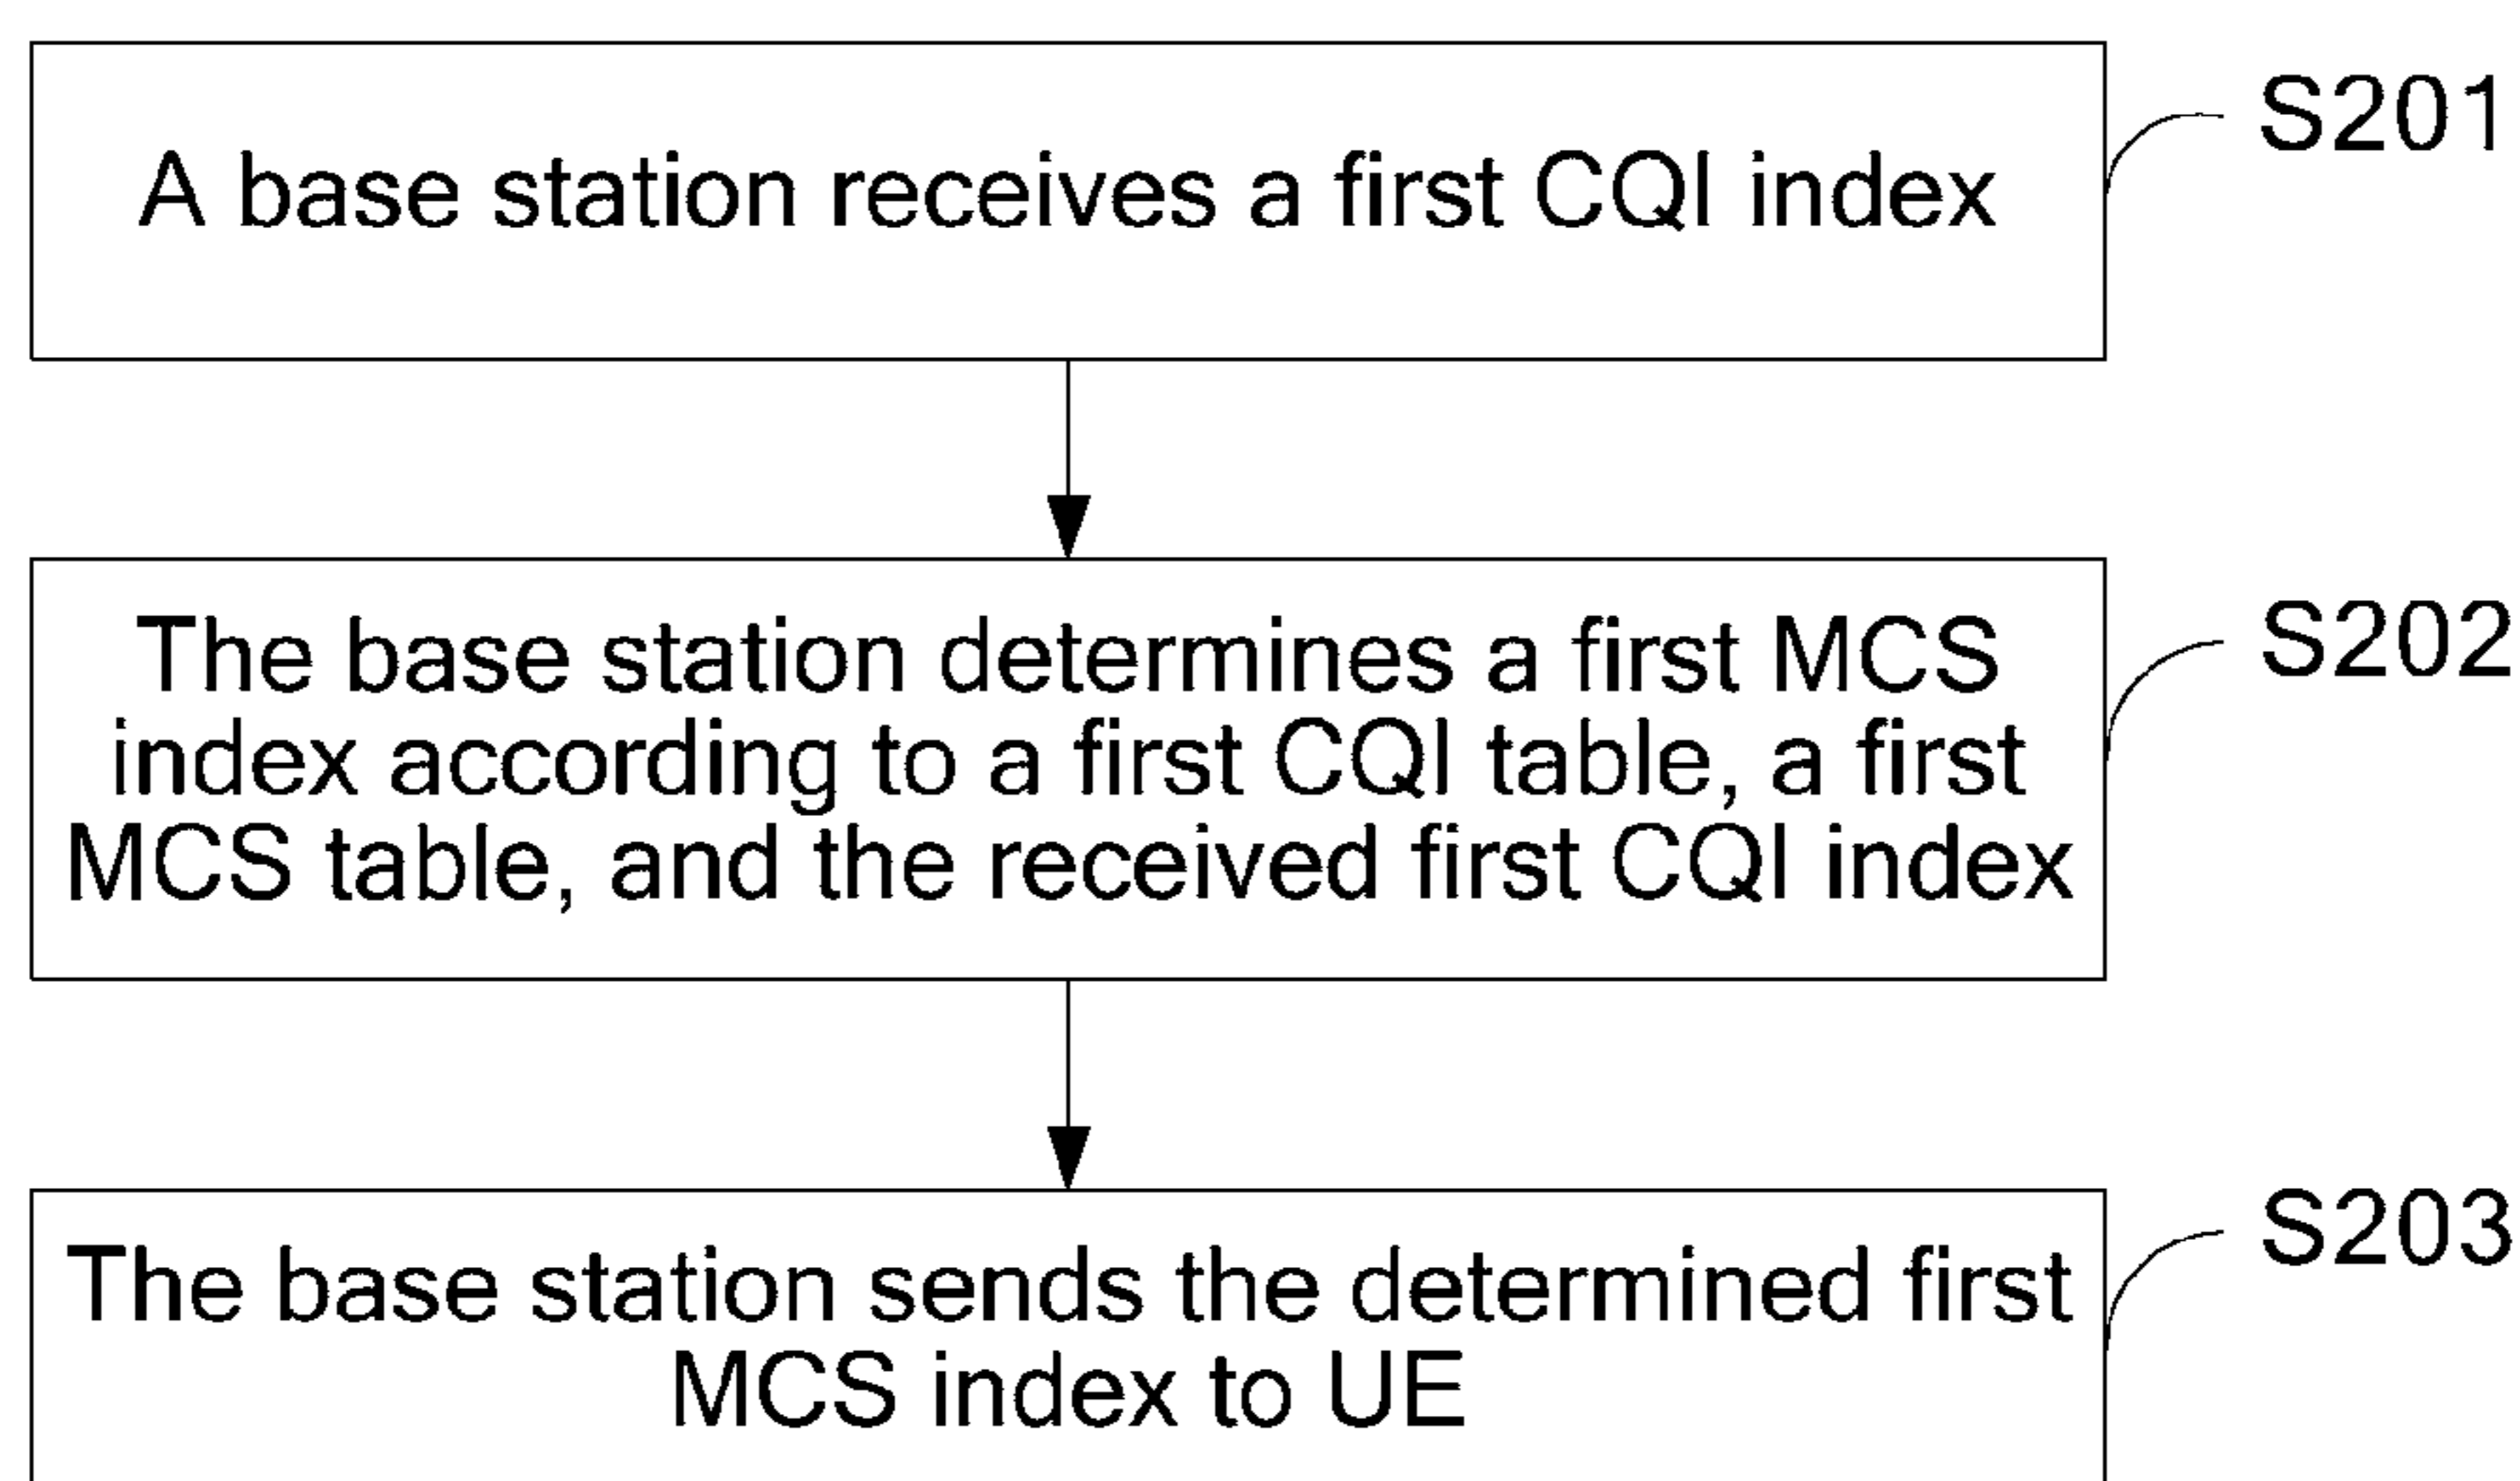 A base station receives a first CQI index
S201
The base station determines a first MCS
index according to a first CQI table, a first
MCS table, and the received first CQI index
S202
The base station sends the determined first
MCS index to UE
S203